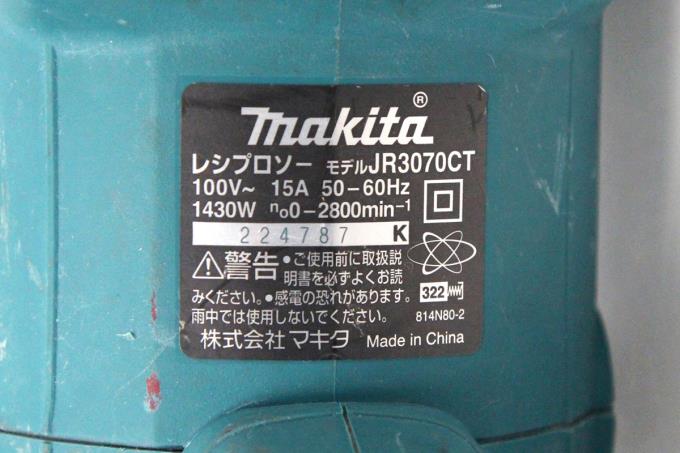 makita®
レシプロソー モデルJR3070CT
100V~ 15A 50-60Hz
1430W n₀0-2800min⁻¹
224787 K
⚠警告 •ご使用前に取扱説
明書を必ずよくお読
みください。•感電の恐れがあります。
雨中では使用しないでください。
322
814N80-2
株式会社マキタ Made in China